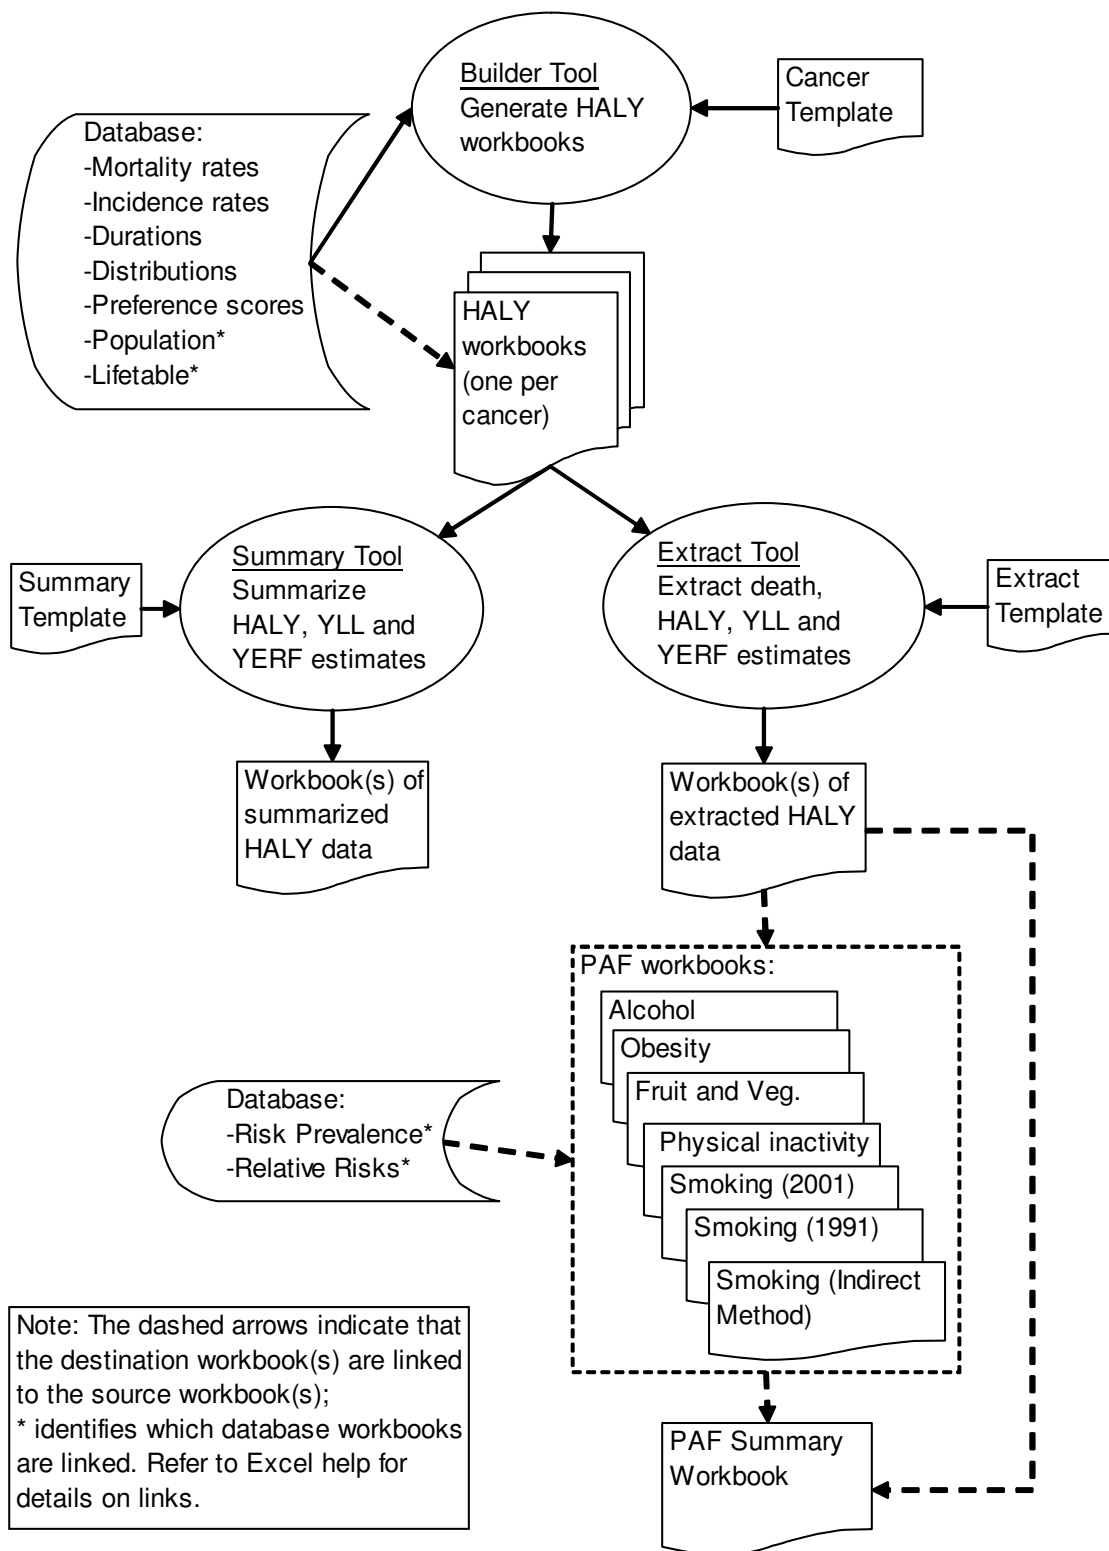 Builder Tool
Generate HALY
workbooks
Cancer
Template
Database:
-Mortality rates
-Incidence rates
-Durations
-Distributions
-Preference scores
-Population*
-Lifetable*
HALY
workbooks
(one per
cancer)
Summary
Template
Summary Tool
Summarize
HALY, YLL and
YERF estimates
Extract Tool
Extract death,
HALY, YLL and
YERF estimates
Extract
Template
Workbook(s) of
summarized
HALY data
Workbook(s) of
extracted HALY
data
PAF workbooks:
Alcohol
Obesity
Fruit and Veg.
Physical inactivity
Smoking (2001)
Smoking (1991)
Smoking (Indirect
Method)
Database:
-Risk Prevalence*
-Relative Risks*
Note: The dashed arrows indicate that
the destination workbook(s) are linked
to the source workbook(s);
* identifies which database workbooks
are linked. Refer to Excel help for
details on links.
PAF Summary
Workbook